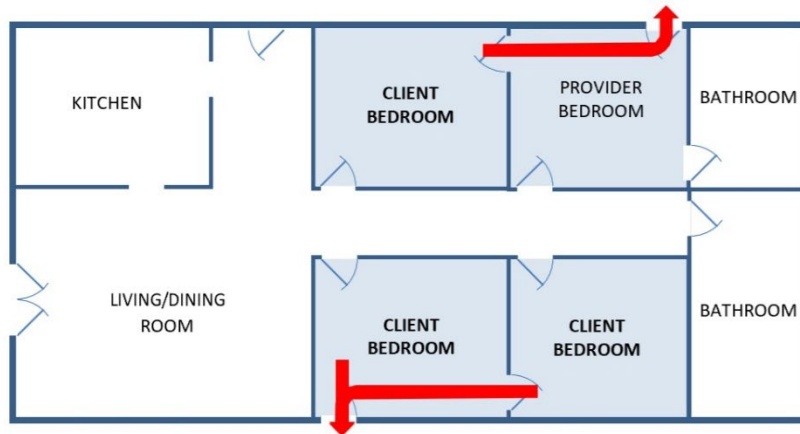 KITCHEN
CLIENT
BEDROOM
PROVIDER
BEDROOM
BATHROOM
LIVING/DINING
ROOM
CLIENT
BEDROOM
CLIENT
BEDROOM
BATHROOM